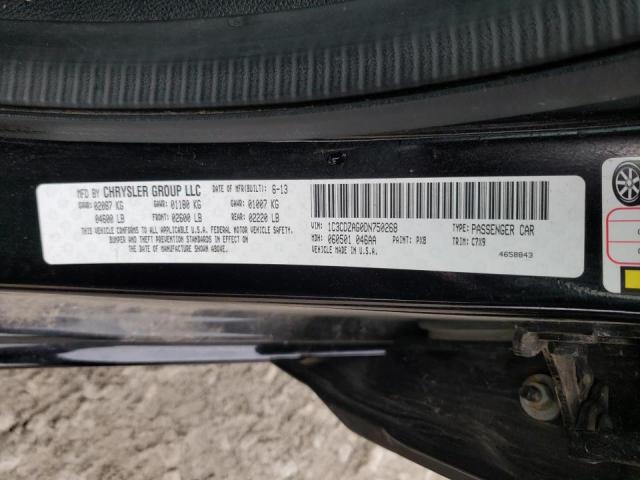 MFD BY CHRYSLER GROUP LLC DATE OF MFR(BUILT): 6-13
GVWR: 02087 KG GAWR: 01180 KG GAWR: 01007 KG
04600 LB FRONT: 02600 LB REAR: 02220 LB
THIS VEHICLE CONFORMS TO ALL APPLICABLE FEDERAL MOTOR VEHICLE SAFETY,
BUMPER AND THEFT PREVENTION STANDARDS IN EFFECT ON
THE DATE OF MANUFACTURE SHOWN ABOVE.
VIN: 1C3CDZAG0DN750268 TYPE: PASSENGER CAR
MDH: 060501 046AA PAINT: PX8 TRIM: C7X9
VEHICLE MADE IN U.S.A. 4658843